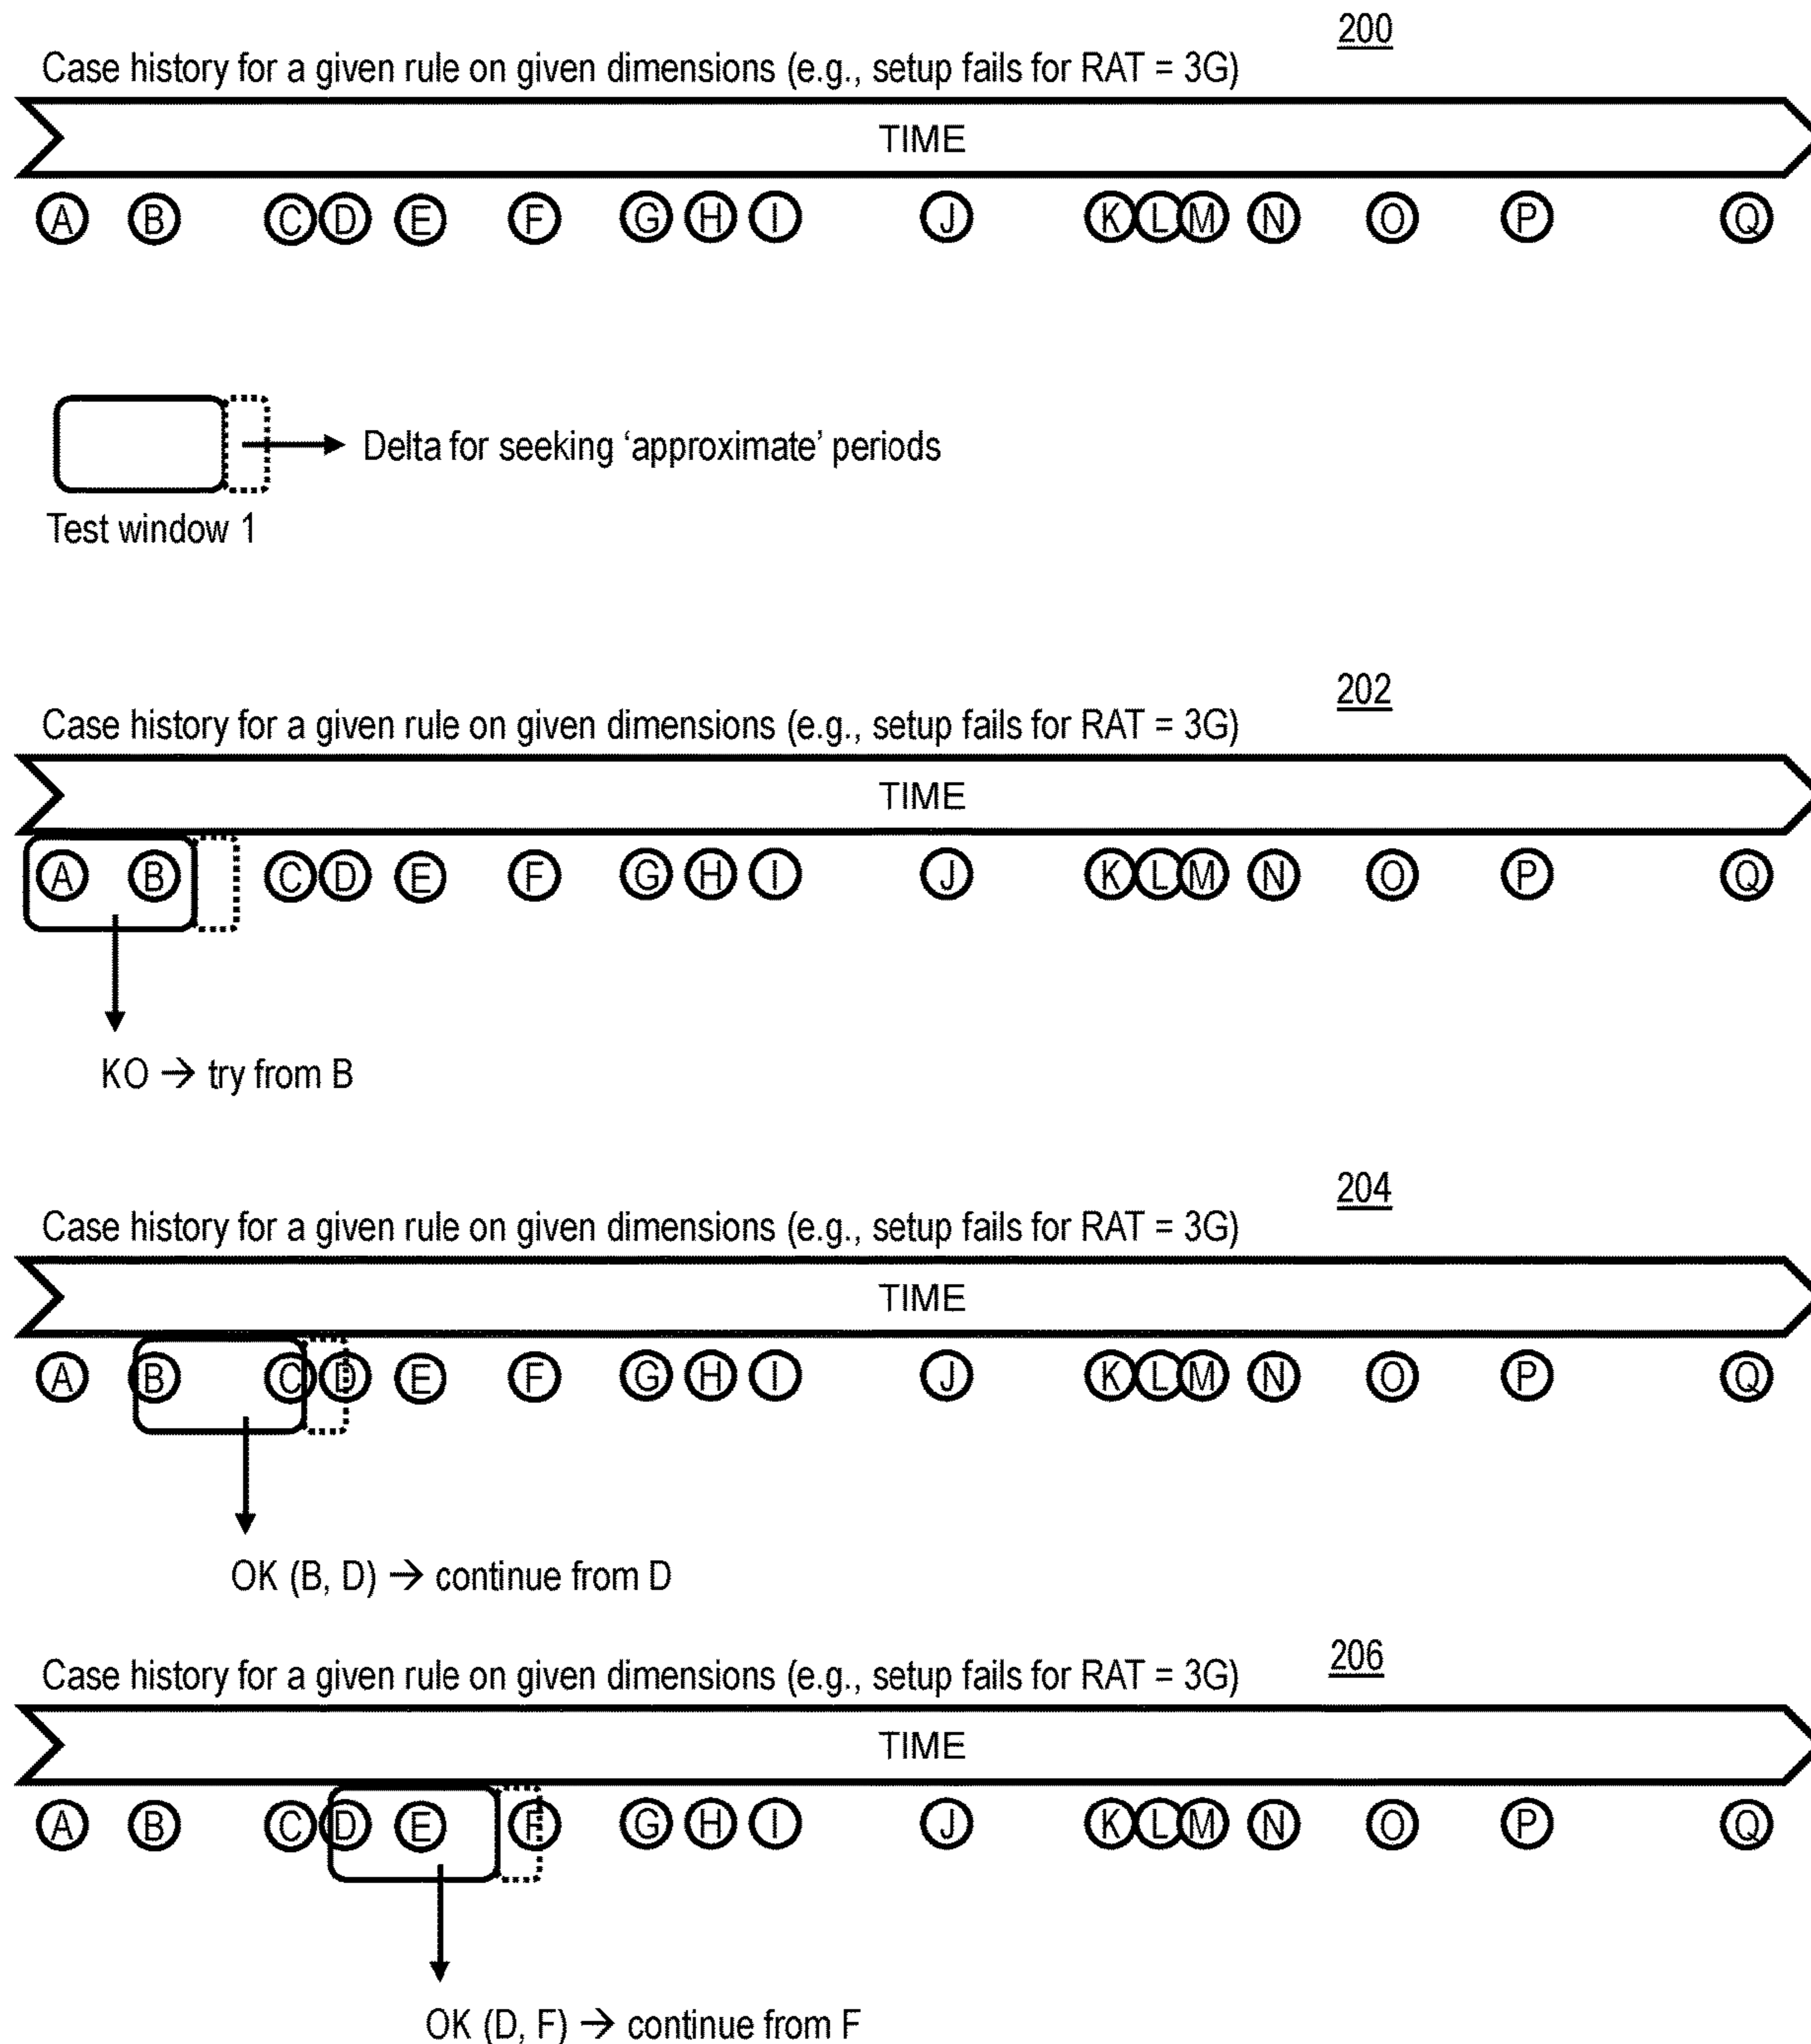 200
Case history for a given rule on given dimensions (e.g., setup fails for RAT = 3G)
TIME
A B C D E F G H I J K L M N O P Q
Delta for seeking ‘approximate’ periods
Test window 1
202
Case history for a given rule on given dimensions (e.g., setup fails for RAT = 3G)
TIME
A B C D E F G H I J K L M N O P Q
KO → try from B
204
Case history for a given rule on given dimensions (e.g., setup fails for RAT = 3G)
TIME
A B C D E F G H I J K L M N O P Q
OK (B, D) → continue from D
206
Case history for a given rule on given dimensions (e.g., setup fails for RAT = 3G)
TIME
A B C D E F G H I J K L M N O P Q
OK (D, F) → continue from F